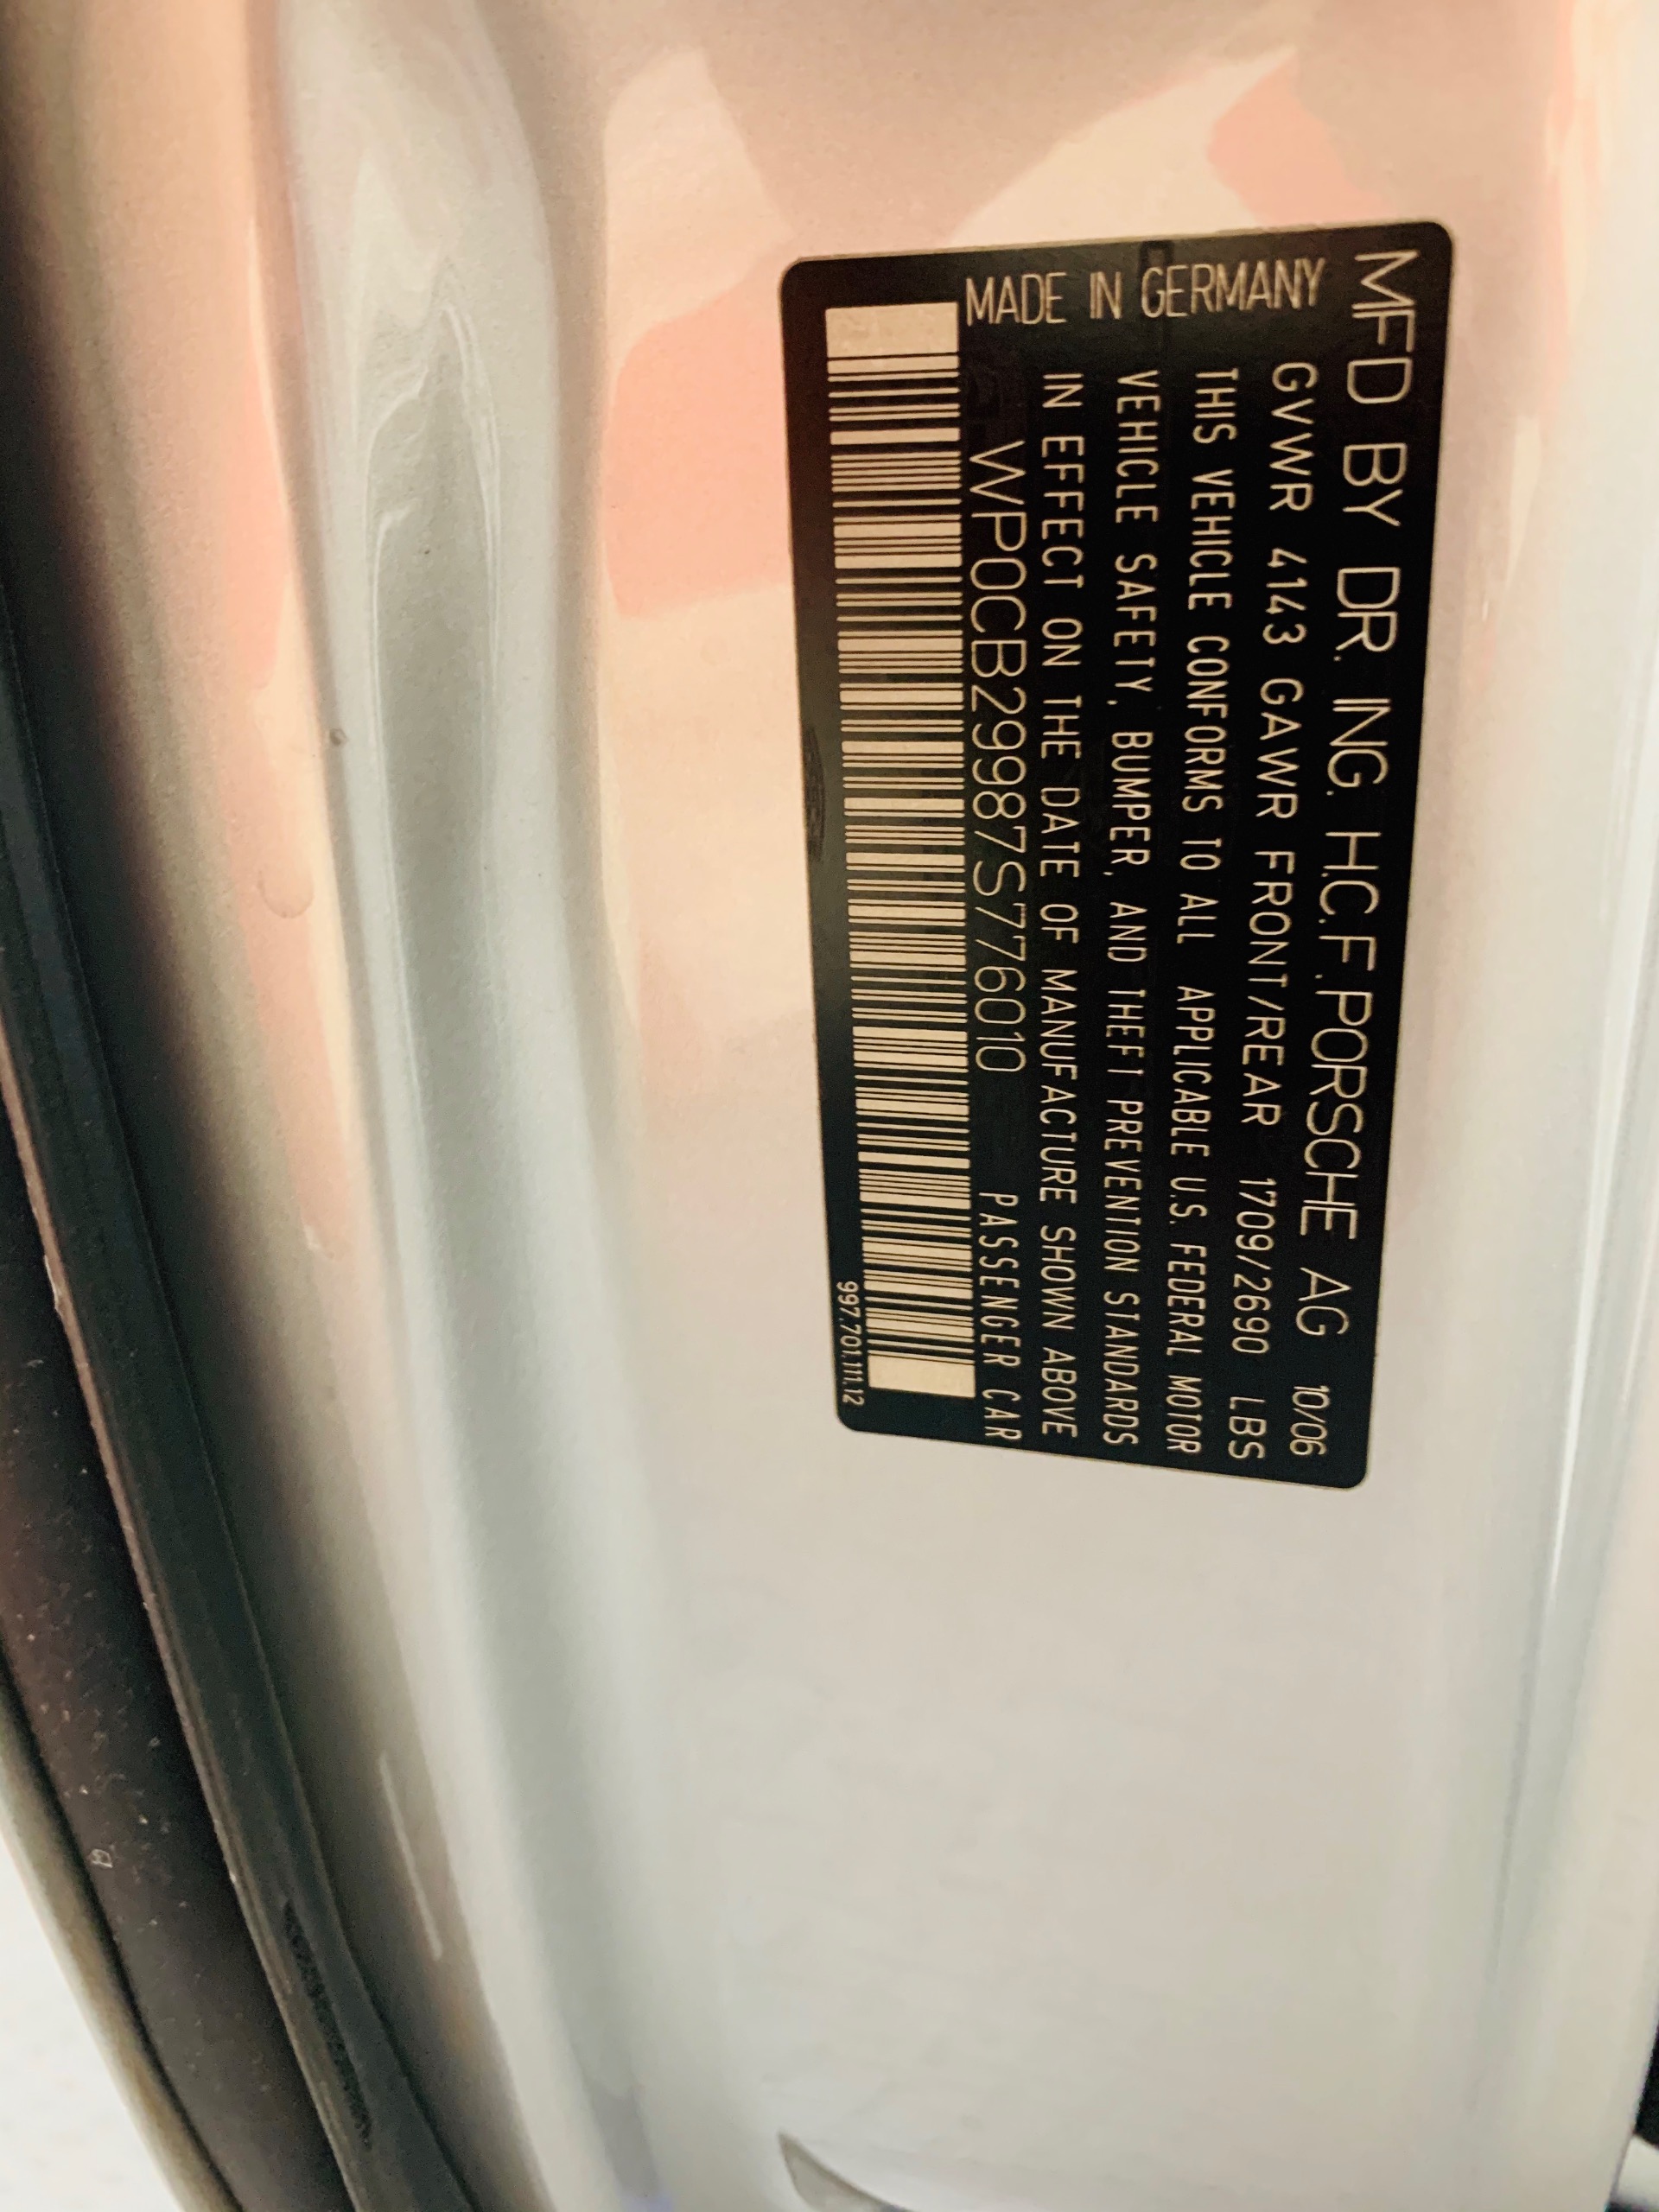 MFD BY DR. ING. H.C.F. PORSCHE AG 10/06
GVWR 4143 GAWR FRONT/REAR 1709/2690 LBS
THIS VEHICLE CONFORMS TO ALL APPLICABLE U.S. FEDERAL MOTOR
VEHICLE SAFETY, BUMPER, AND THEFT PREVENTION STANDARDS
IN EFFECT ON THE DATE OF MANUFACTURE SHOWN ABOVE
WP0CB29987S776010 PASSENGER CAR
997.701.111.12
MADE IN GERMANY